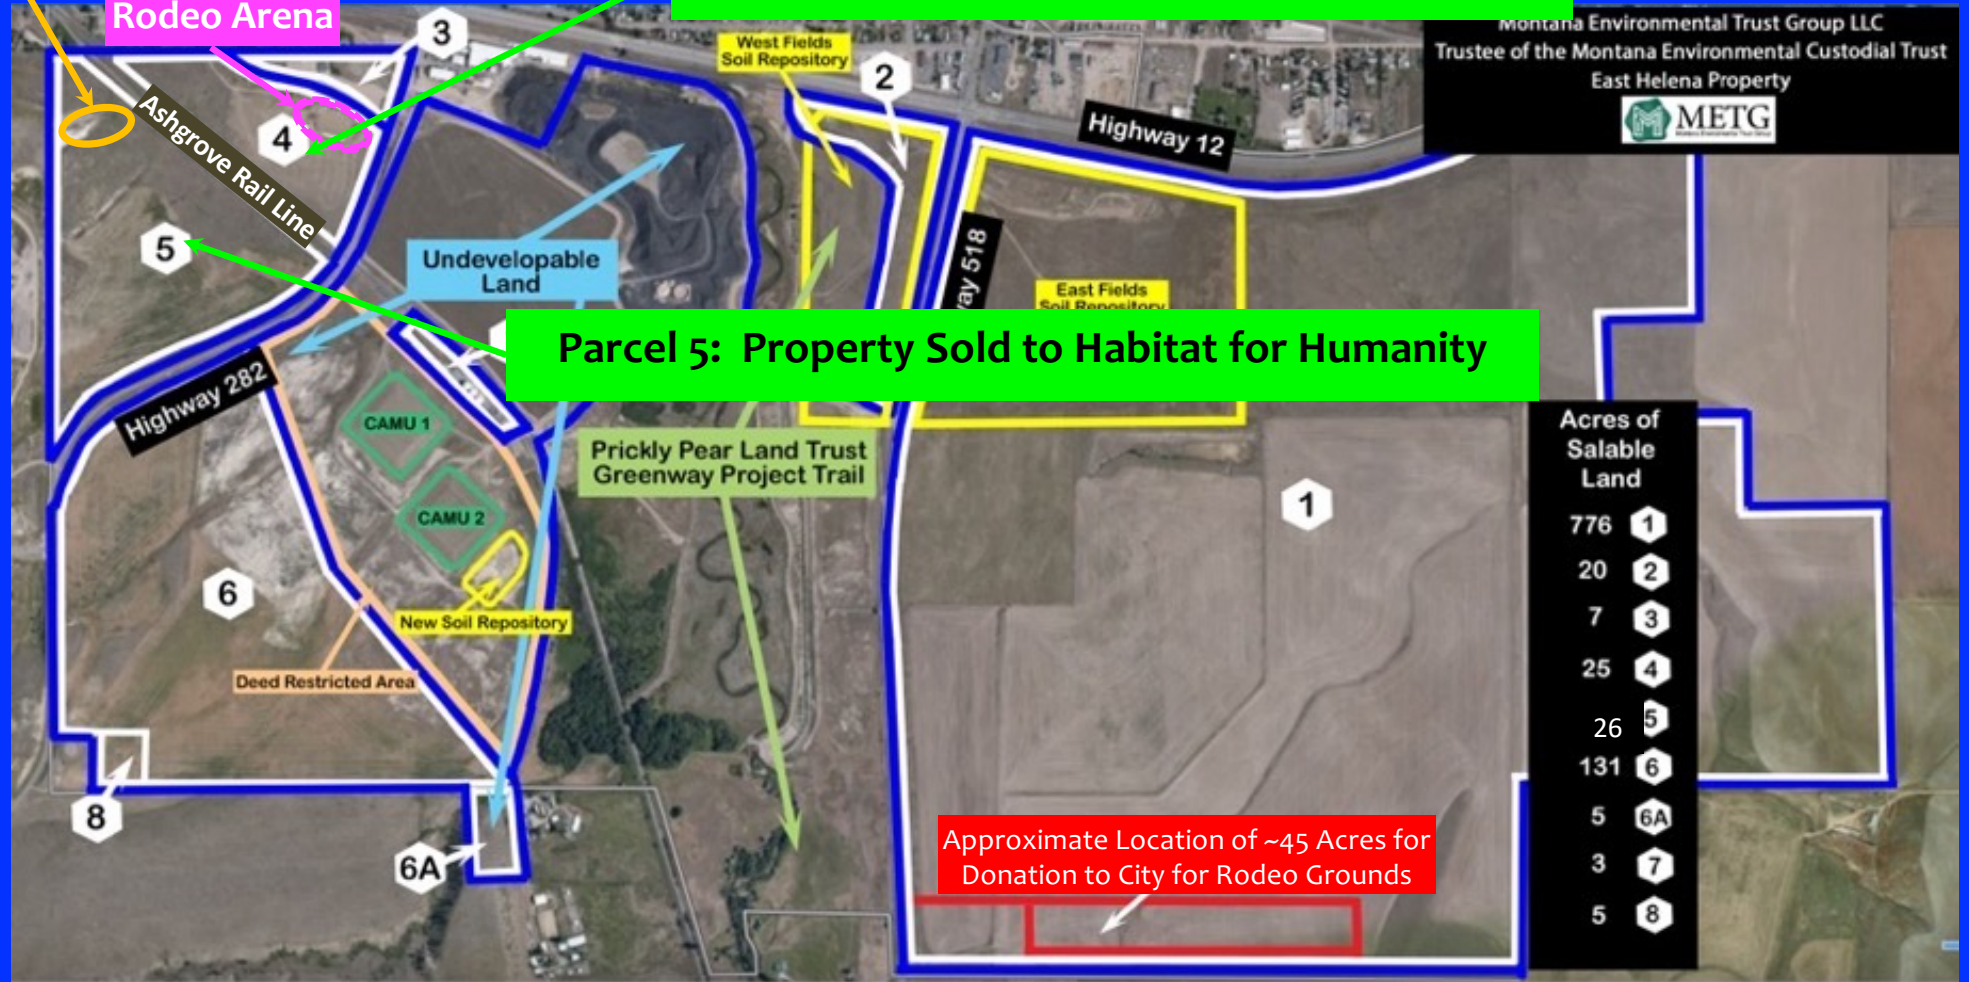 Rodeo Arena
3
Montana Environmental Trust Group LLC
Trustee of the Montana Environmental Custodial Trust
East Helena Property
METG
West Fields
Soil Repository
2
Highway 12
Ashgrove Rail Line
4
5
Undevelopable
Land
way 518
East Fields
Soil Repository
Parcel 5: Property Sold to Habitat for Humanity
Highway 282
CAMU 1
CAMU 2
Prickly Pear Land Trust
Greenway Project Trail
1
6
New Soil Repository
Deed Restricted Area
8
6A
Approximate Location of ~45 Acres for
Donation to City for Rodeo Grounds
Acres of
Salable
Land
776 1
20 2
7 3
25 4
26 5
131 6
5 6A
3 7
5 8